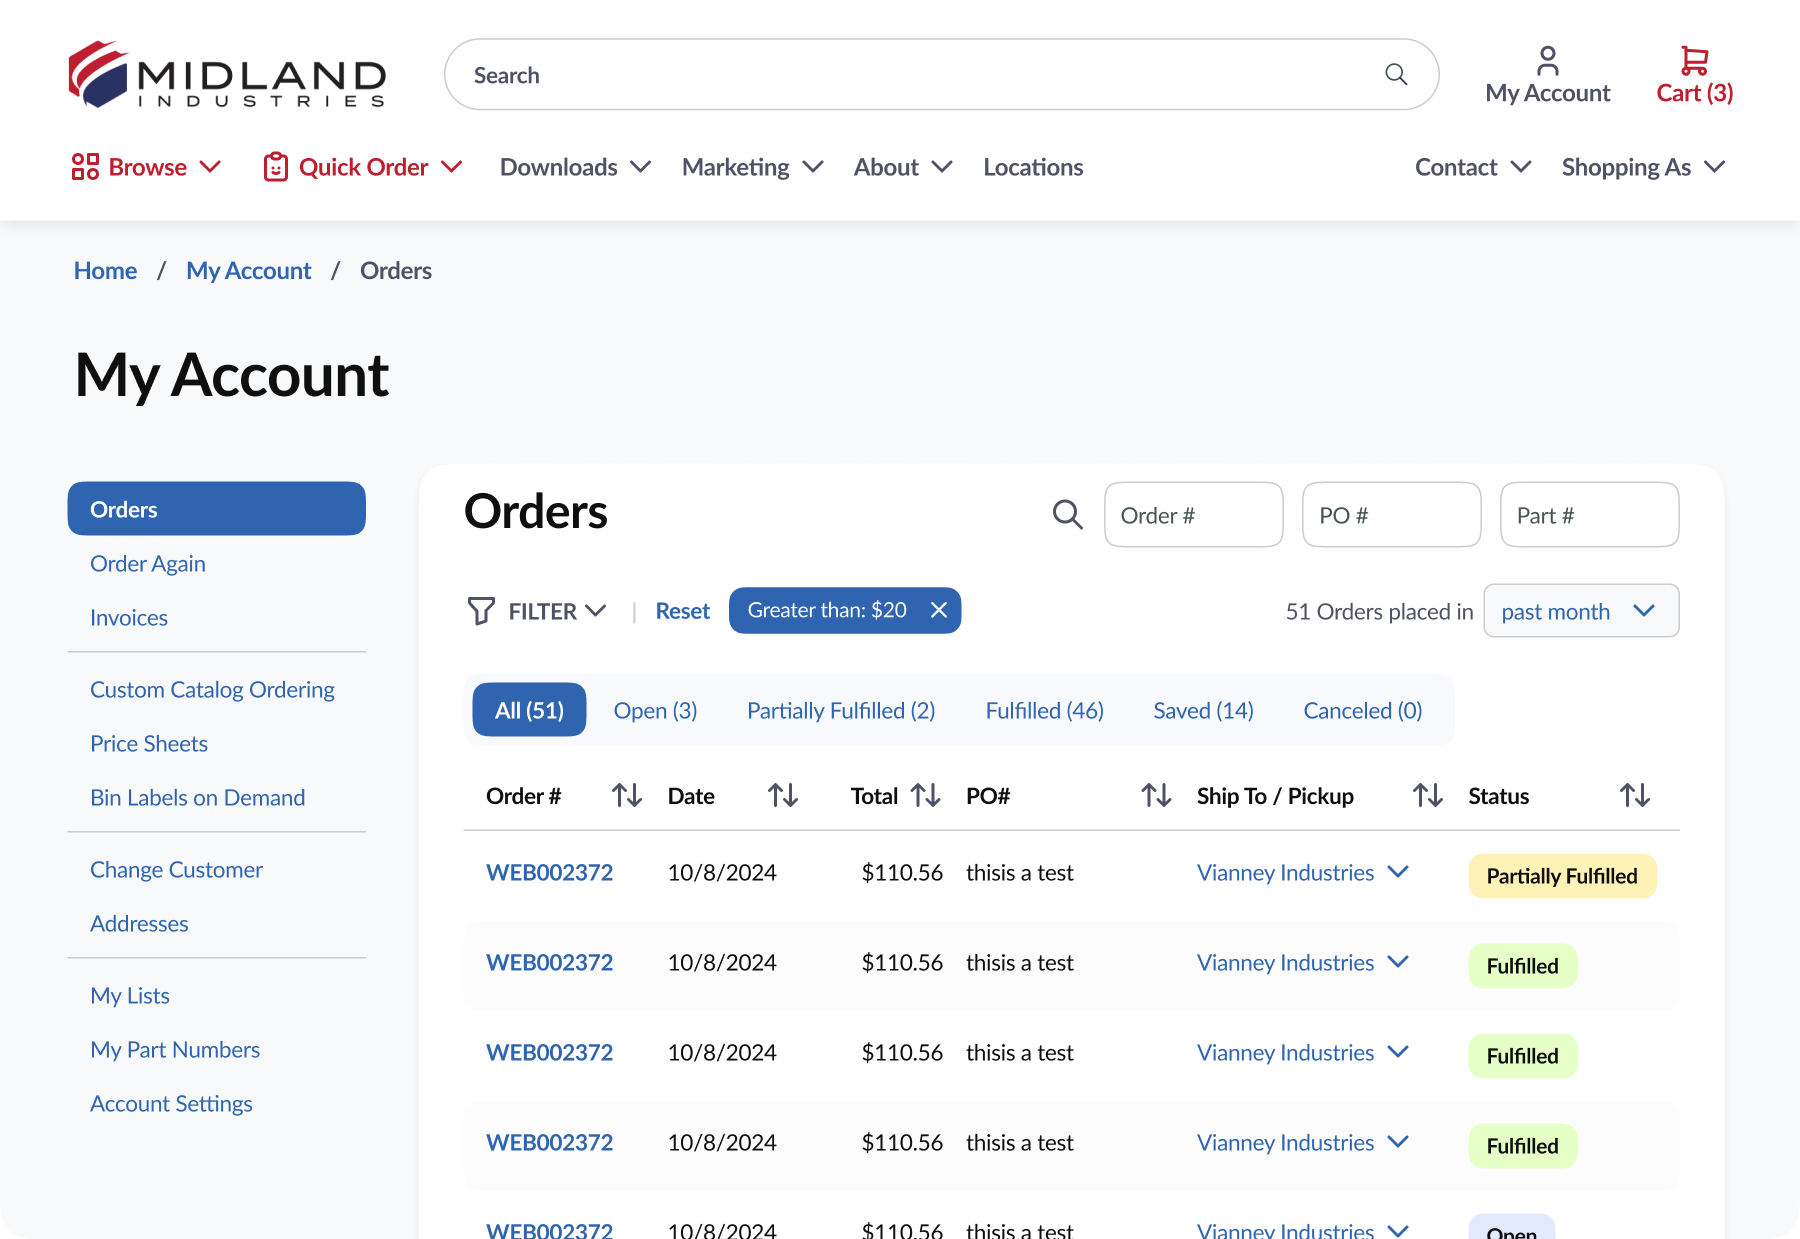 MIDLAND
INDUSTRIES
Search
My Account
Cart (3)
Browse
Quick Order
Downloads
Marketing
About
Locations
Contact
Shopping As
Home / My Account / Orders
My Account
Orders
Order Again
Invoices
Custom Catalog Ordering
Price Sheets
Bin Labels on Demand
Change Customer
Addresses
My Lists
My Part Numbers
Account Settings
Orders
Order #
PO #
Part #
FILTER | Reset Greater than: $20
51 Orders placed in past month
All (51) Open (3) Partially Fulfilled (2) Fulfilled (46) Saved (14) Canceled (0)
Order # Date Total PO# Ship To / Pickup Status
WEB002372 10/8/2024 $110.56 thisis a test Vianney Industries Partially Fulfilled
WEB002372 10/8/2024 $110.56 thisis a test Vianney Industries Fulfilled
WEB002372 10/8/2024 $110.56 thisis a test Vianney Industries Fulfilled
WEB002372 10/8/2024 $110.56 thisis a test Vianney Industries Fulfilled
WEB002372 10/8/2024 $110.56 thisis a test Vianney Industries Open